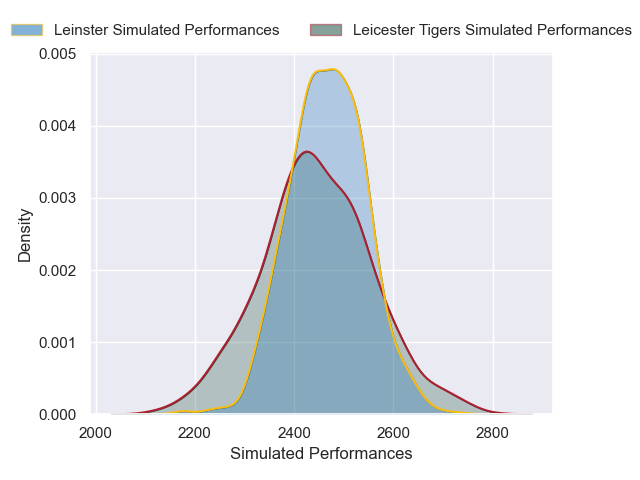 Leinster Simulated Performances
Leicester Tigers Simulated Performances
0.005
0.004
0.003
0.002
0.001
0.000
Density
2000
2200
2400
2600
2800
Simulated Performances